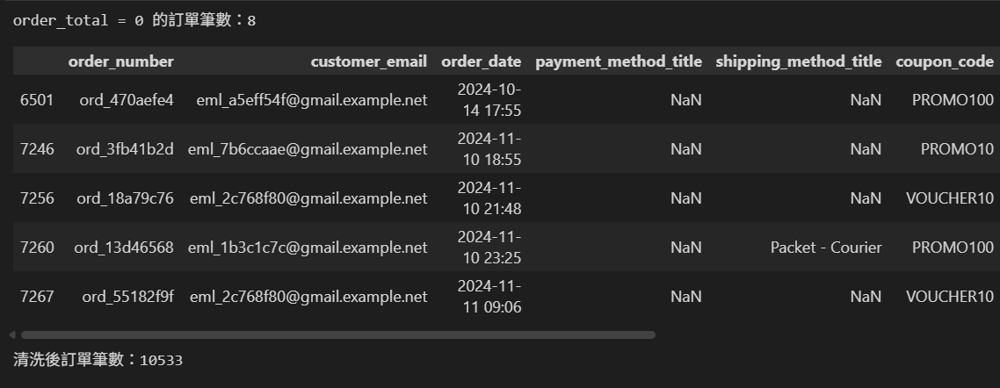 order_total = 0 的訂單筆數：8
order_number customer_email order_date payment_method_title shipping_method_title coupon_code
6501 ord_470aefe4 eml_a5eff54f@gmail.example.net 2024-10-14 17:55 NaN NaN PROMO100
7246 ord_3fb41b2d eml_7b6ccaae@gmail.example.net 2024-11-10 18:55 NaN NaN PROMO10
7256 ord_18a79c76 eml_2c768f80@gmail.example.net 2024-11-10 21:48 NaN NaN VOUCHER10
7260 ord_13d46568 eml_1b3c1c7c@gmail.example.net 2024-11-10 23:25 NaN Packet - Courier PROMO100
7267 ord_55182f9f eml_2c768f80@gmail.example.net 2024-11-11 09:06 NaN NaN VOUCHER10
清洗後訂單筆數：10533